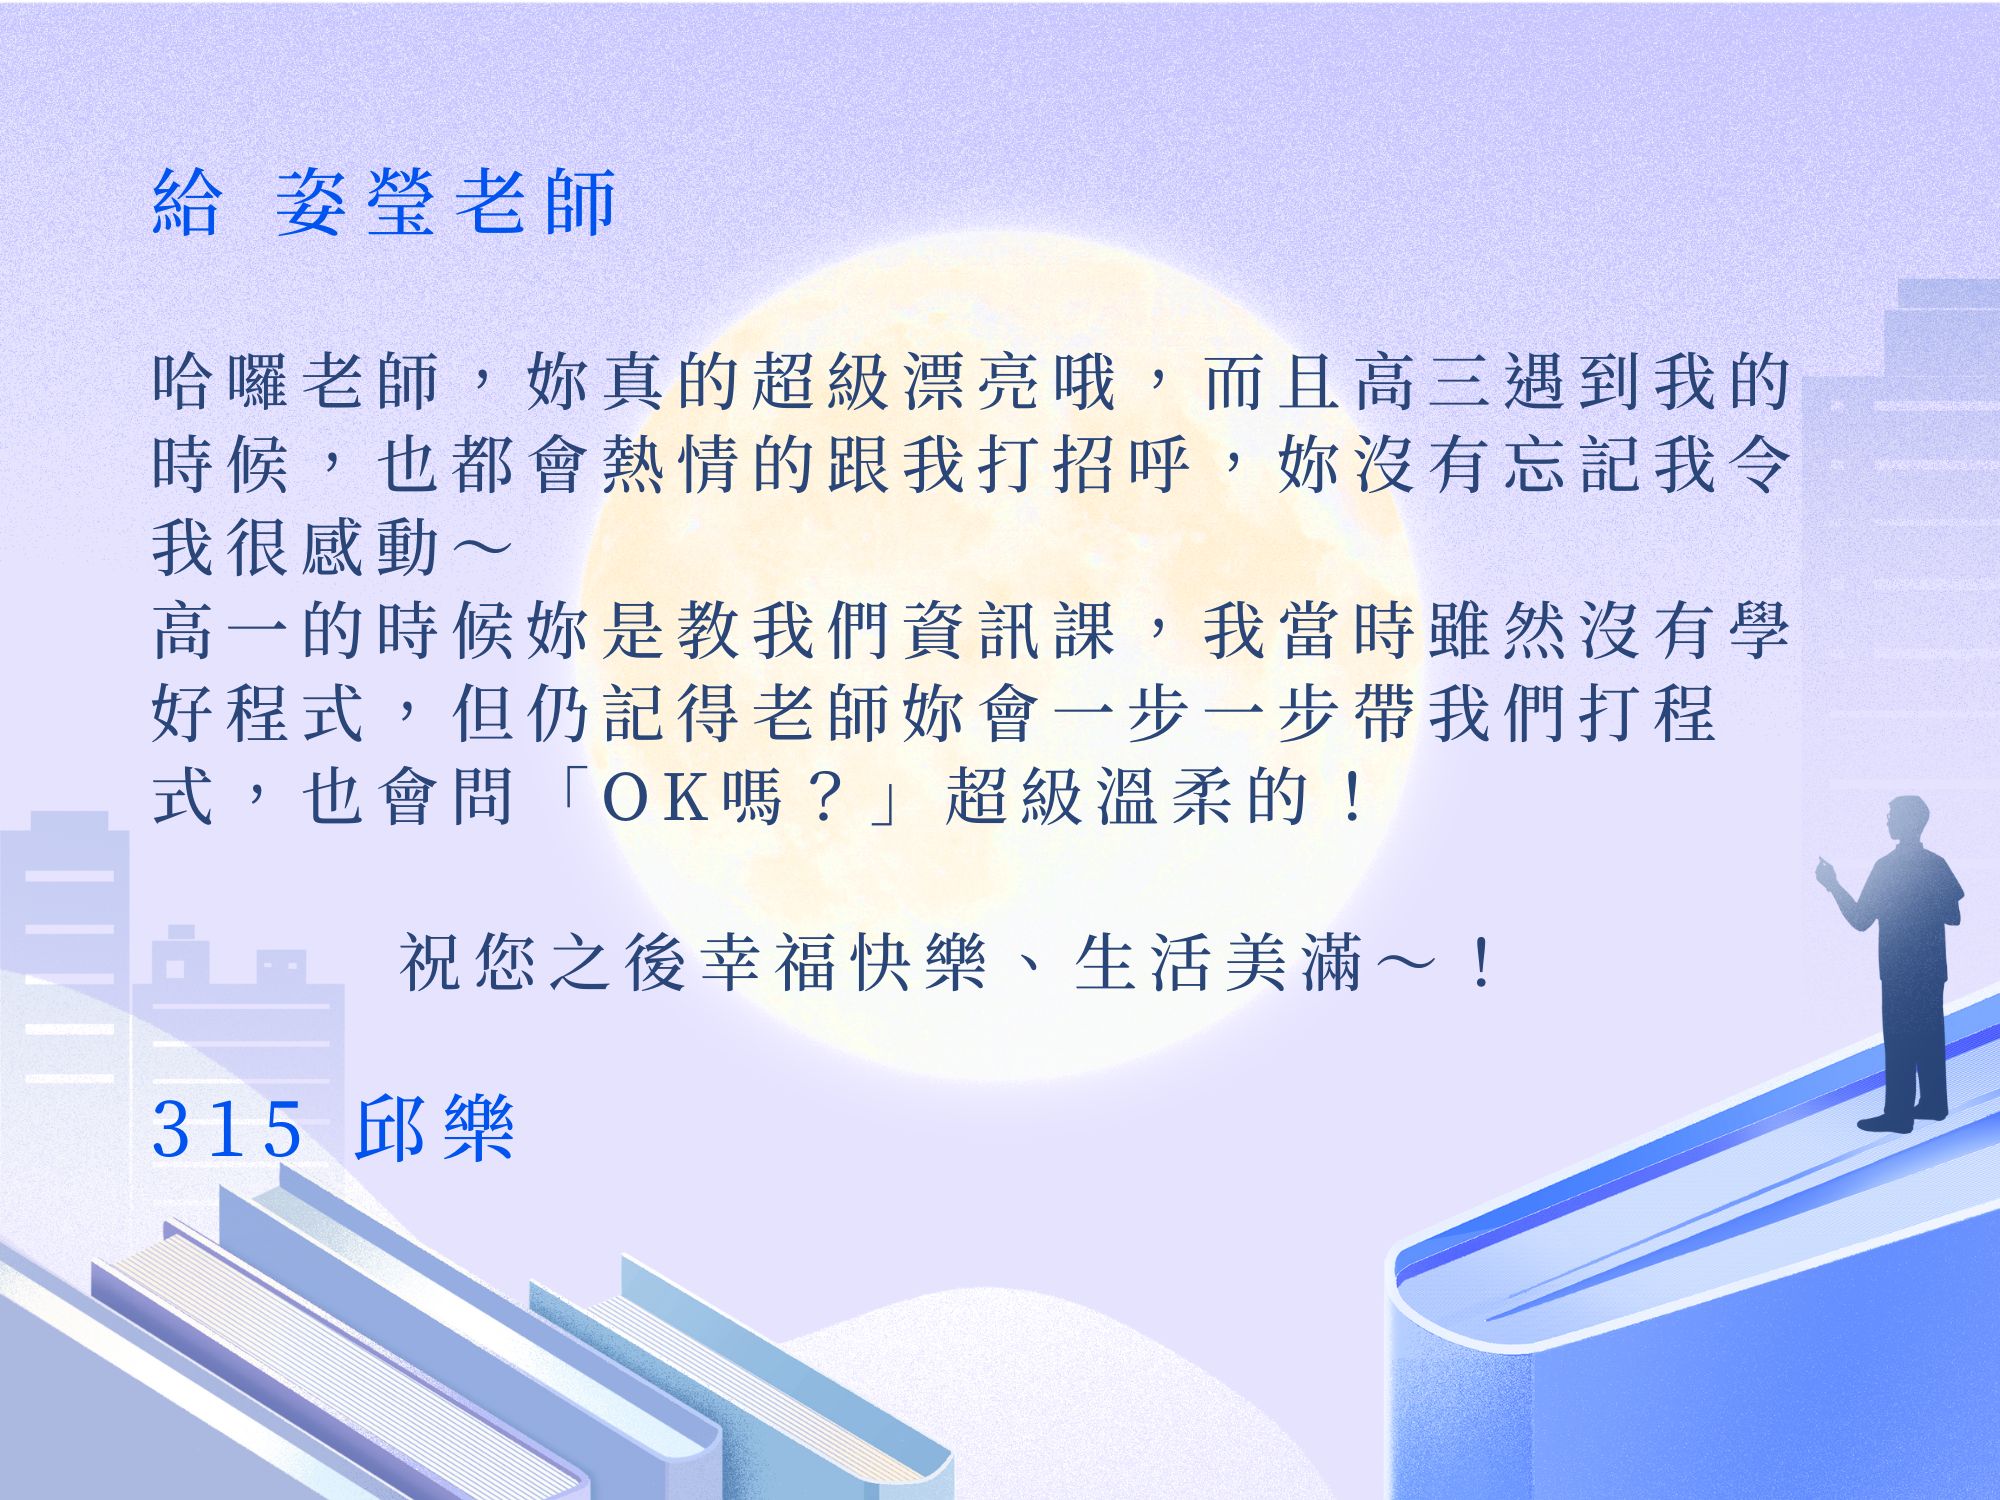 給 姿瑩老師
哈囉老師，妳真的超級漂亮哦，而且高三遇到我的
時候，也都會熱情的跟我打招呼，妳沒有忘記我令
我很感動～
高一的時候妳是教我們資訊課，我當時雖然沒有學
好程式，但仍記得老師妳會一步一步帶我們打程
式，也會問「OK嗎？」超級溫柔的！
祝您之後幸福快樂、生活美滿～！
315 邱樂